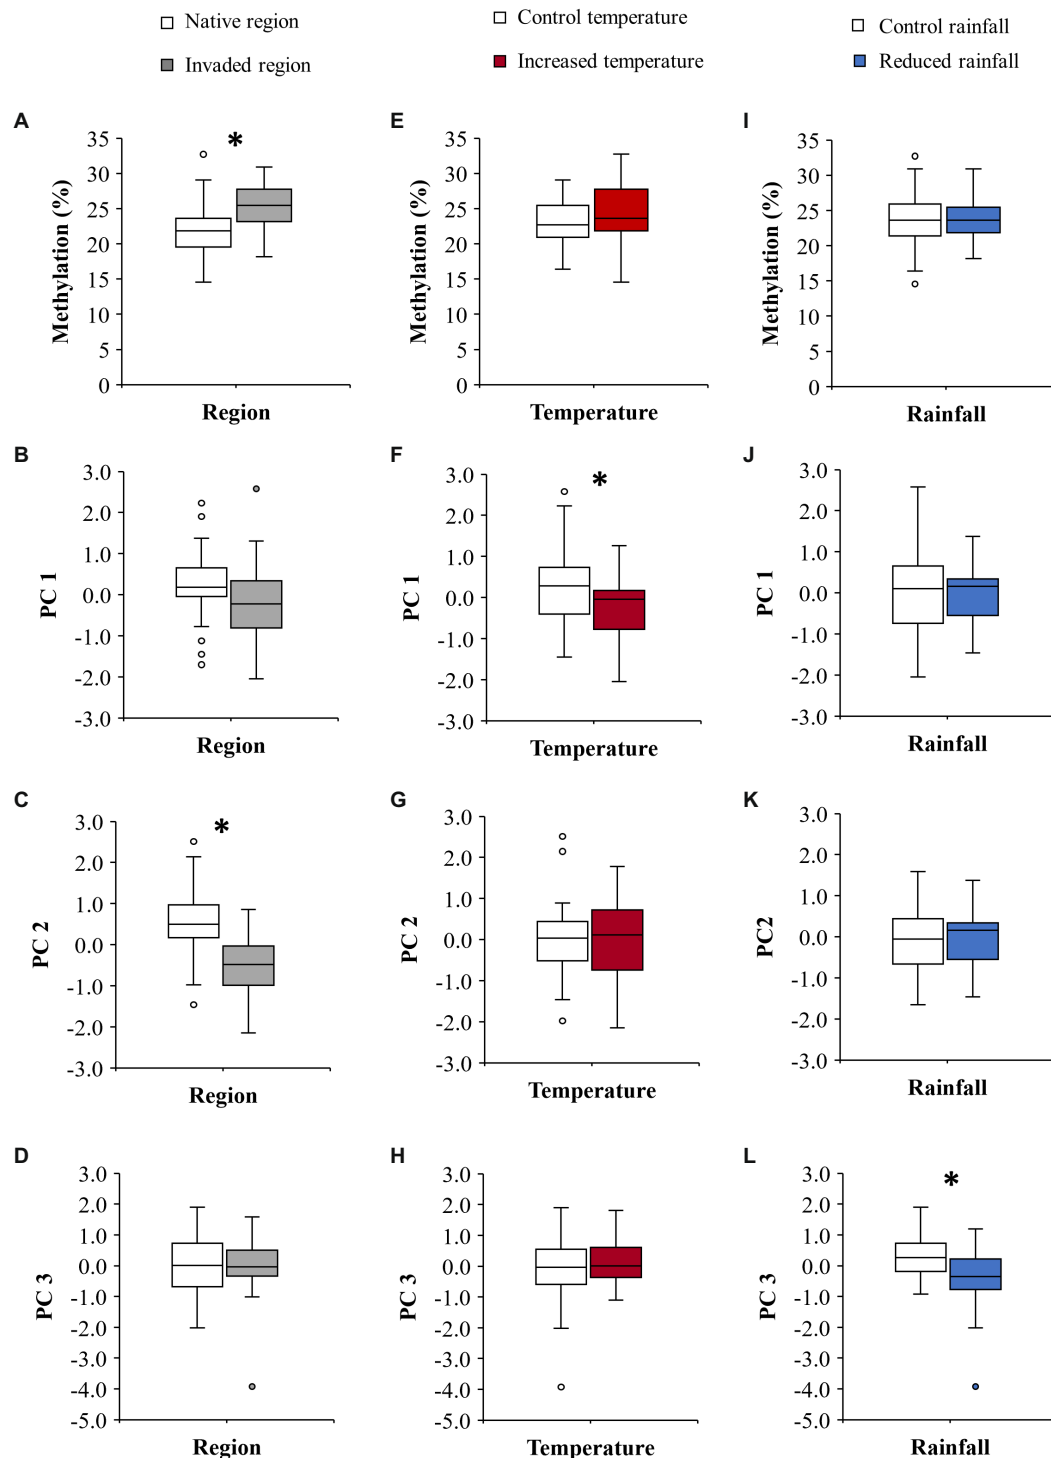 Native region
Invaded region
Control temperature
Increased temperature
Control rainfall
Reduced rainfall
A
35
30
25
20
15
10
5
0
Methylation (%)
*
Region
E
35
30
25
20
15
10
5
0
Methylation (%)
Temperature
I
35
30
25
20
15
10
5
0
Methylation (%)
Rainfall
B
3.0
2.0
1.0
0.0
-1.0
-2.0
-3.0
PC 1
Region
F
3.0
2.0
1.0
0.0
-1.0
-2.0
-3.0
PC 1
*
Temperature
J
3.0
2.0
1.0
0.0
-1.0
-2.0
-3.0
PC 1
Rainfall
C
3.0
2.0
1.0
0.0
-1.0
-2.0
-3.0
PC 2
*
Region
G
3.0
2.0
1.0
0.0
-1.0
-2.0
-3.0
PC 2
Temperature
K
3.0
2.0
1.0
0.0
-1.0
-2.0
-3.0
PC2
Rainfall
D
3.0
2.0
1.0
0.0
-1.0
-2.0
-3.0
-4.0
-5.0
PC 3
Region
H
3.0
2.0
1.0
0.0
-1.0
-2.0
-3.0
-4.0
-5.0
PC 3
Temperature
L
3.0
2.0
1.0
0.0
-1.0
-2.0
-3.0
-4.0
-5.0
PC 3
*
Rainfall